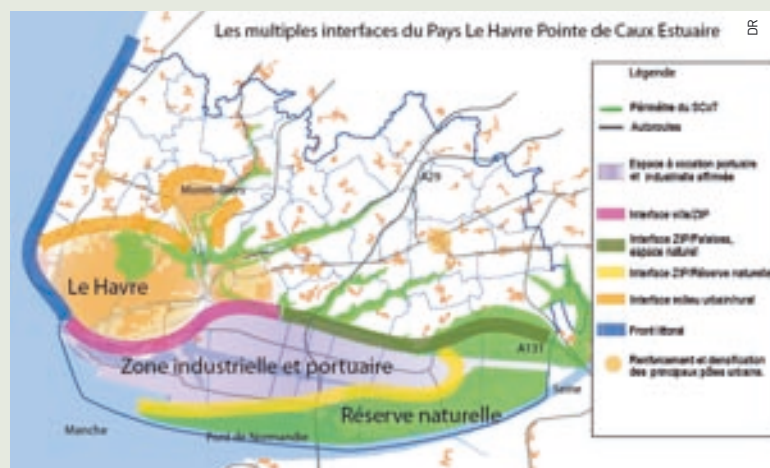 Les multiples interfaces du Pays Le Havre Pointe de Caux Estuaire
DR
Légende
Périmètre du SCoT
Autoroutes
Espace à vocation portuaire
et industrielle affirmée
Interface ville/ZIP
Interface ZIP/Falaises,
espace naturel
Interface ZIP/Réserve naturelle
Interface milieu urbain/rural
Front littoral
Renforcement et densification
des principaux pôles urbains.
Montivilliers
A29
Le Havre
A131
Zone industrielle et portuaire
Seine
Réserve naturelle
Manche
Pont de Normandie